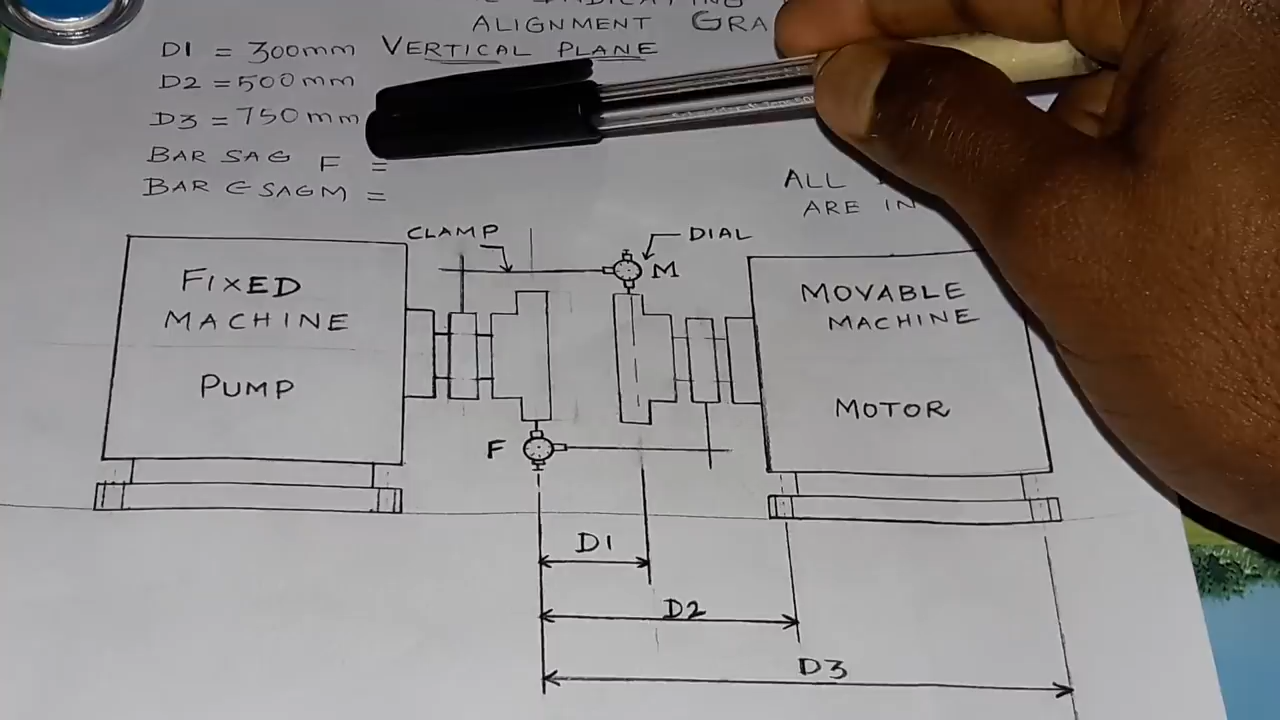 ALIGNMENT
VERTICAL PLANE
D1 = 300mm
D2 = 500mm
D3 = 750mm
BAR SAG F =
BAR SAG M =
ALL
ARE IN
CLAMP
DIAL
M
FIXED
MACHINE
PUMP
MOVABLE
MACHINE
MOTOR
F
D1
D2
D3